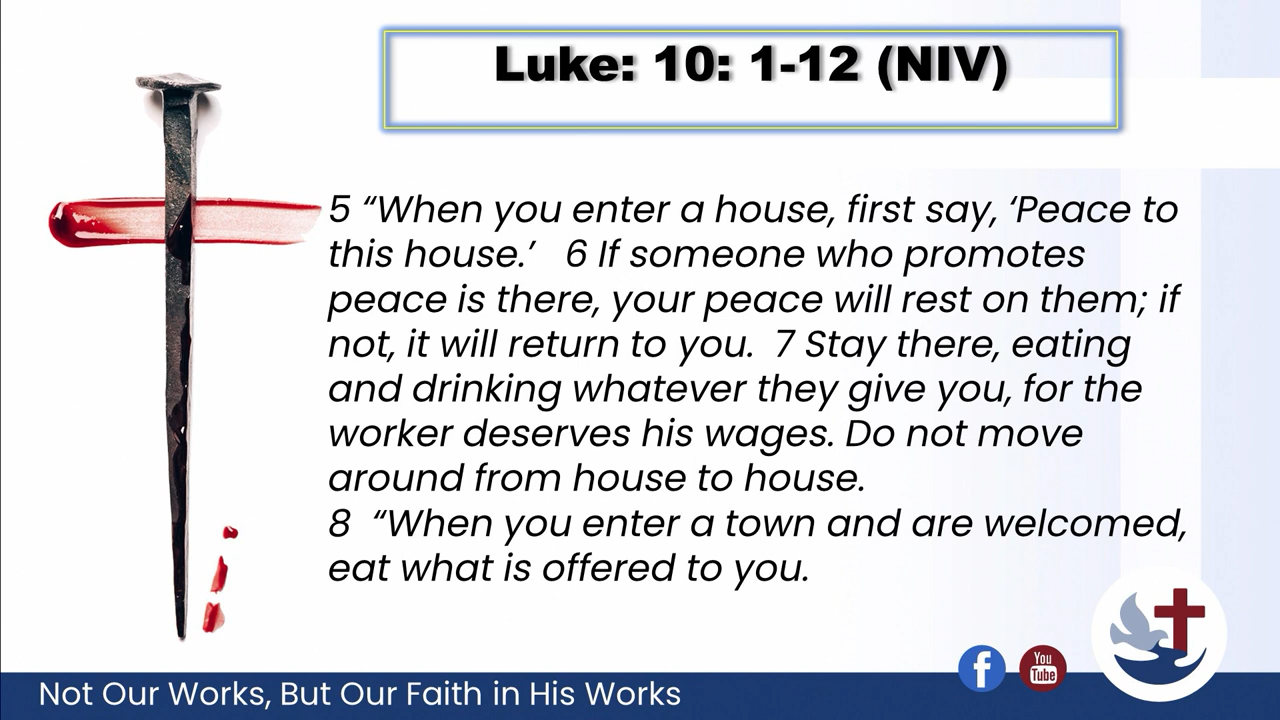 Luke: 10: 1-12 (NIV)
5 “When you enter a house, first say, ‘Peace to
this house.’ 6 If someone who promotes
peace is there, your peace will rest on them; if
not, it will return to you. 7 Stay there, eating
and drinking whatever they give you, for the
worker deserves his wages. Do not move
around from house to house.
8 “When you enter a town and are welcomed,
eat what is offered to you.
f
You
Tube
Not Our Works, But Our Faith in His Works